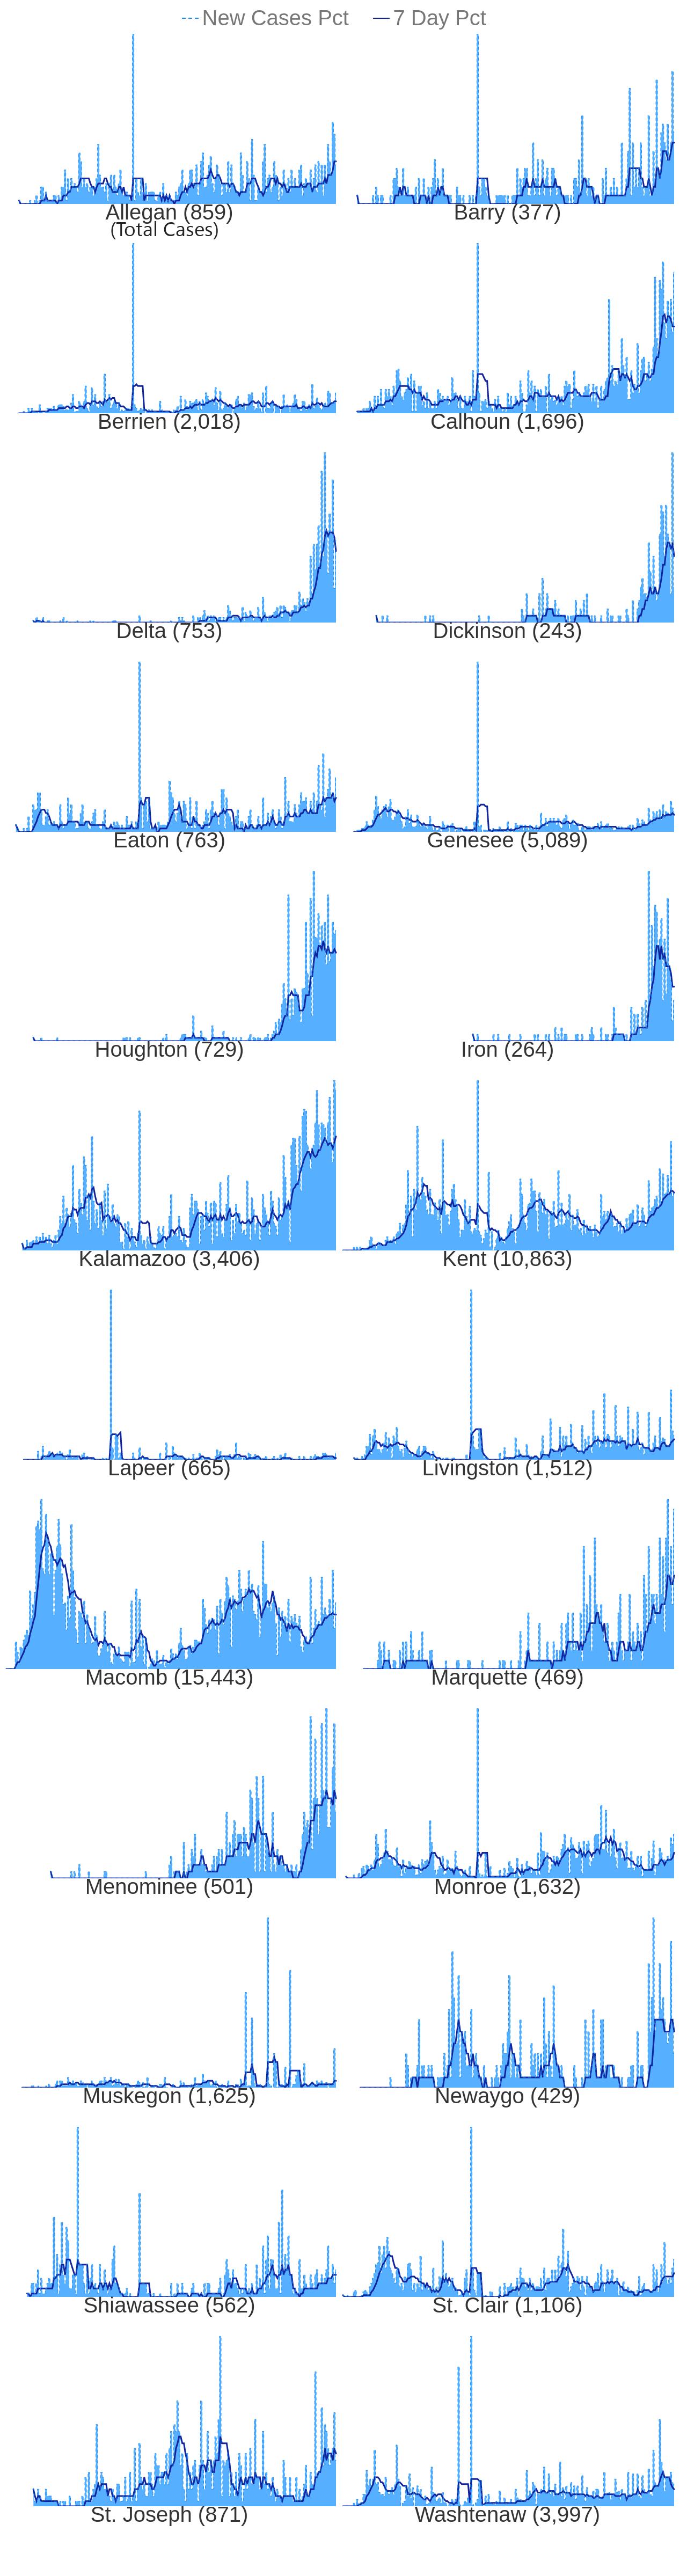 New Cases Pct 7 Day Pct
Allegan (859) Barry (377)
(Total Cases)
Berrien (2,018) Calhoun (1,696)
Delta (753) Dickinson (243)
Eaton (763) Genesee (5,089)
Houghton (729) Iron (264)
Kalamazoo (3,406) Kent (10,863)
Lapeer (665) Livingston (1,512)
Macomb (15,443) Marquette (469)
Menominee (501) Monroe (1,632)
Muskegon (1,625) Newaygo (429)
Shiawassee (562) St. Clair (1,106)
St. Joseph (871) Washtenaw (3,997)